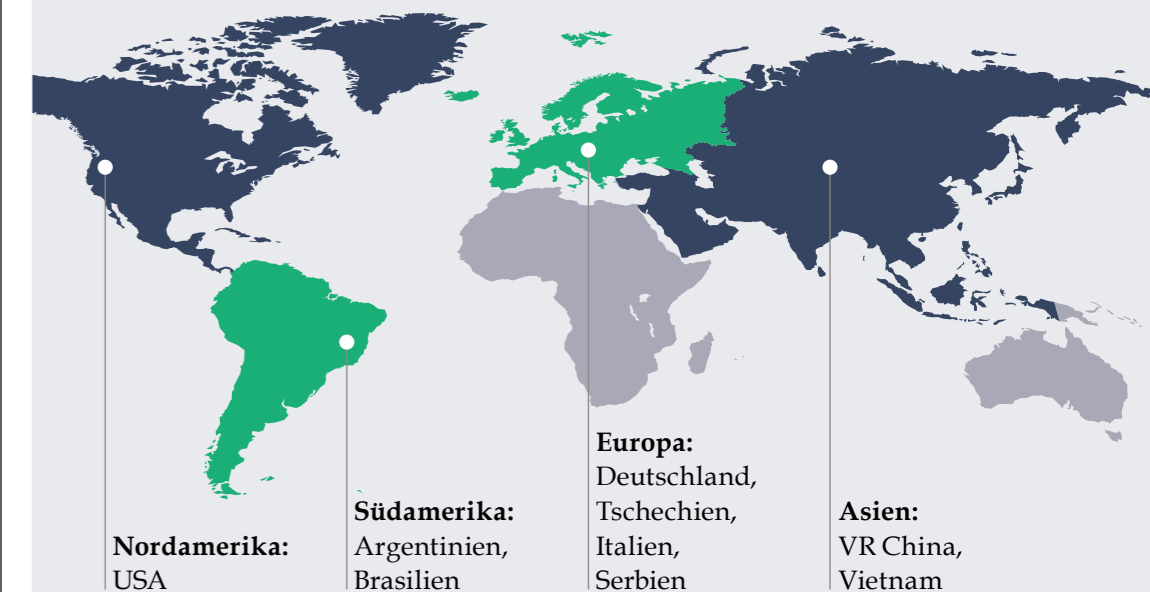 Nordamerika:
USA
Südamerika:
Argentinien,
Brasilien
Europa:
Deutschland,
Tschechien,
Italien,
Serbien
Asien:
VR China,
Vietnam